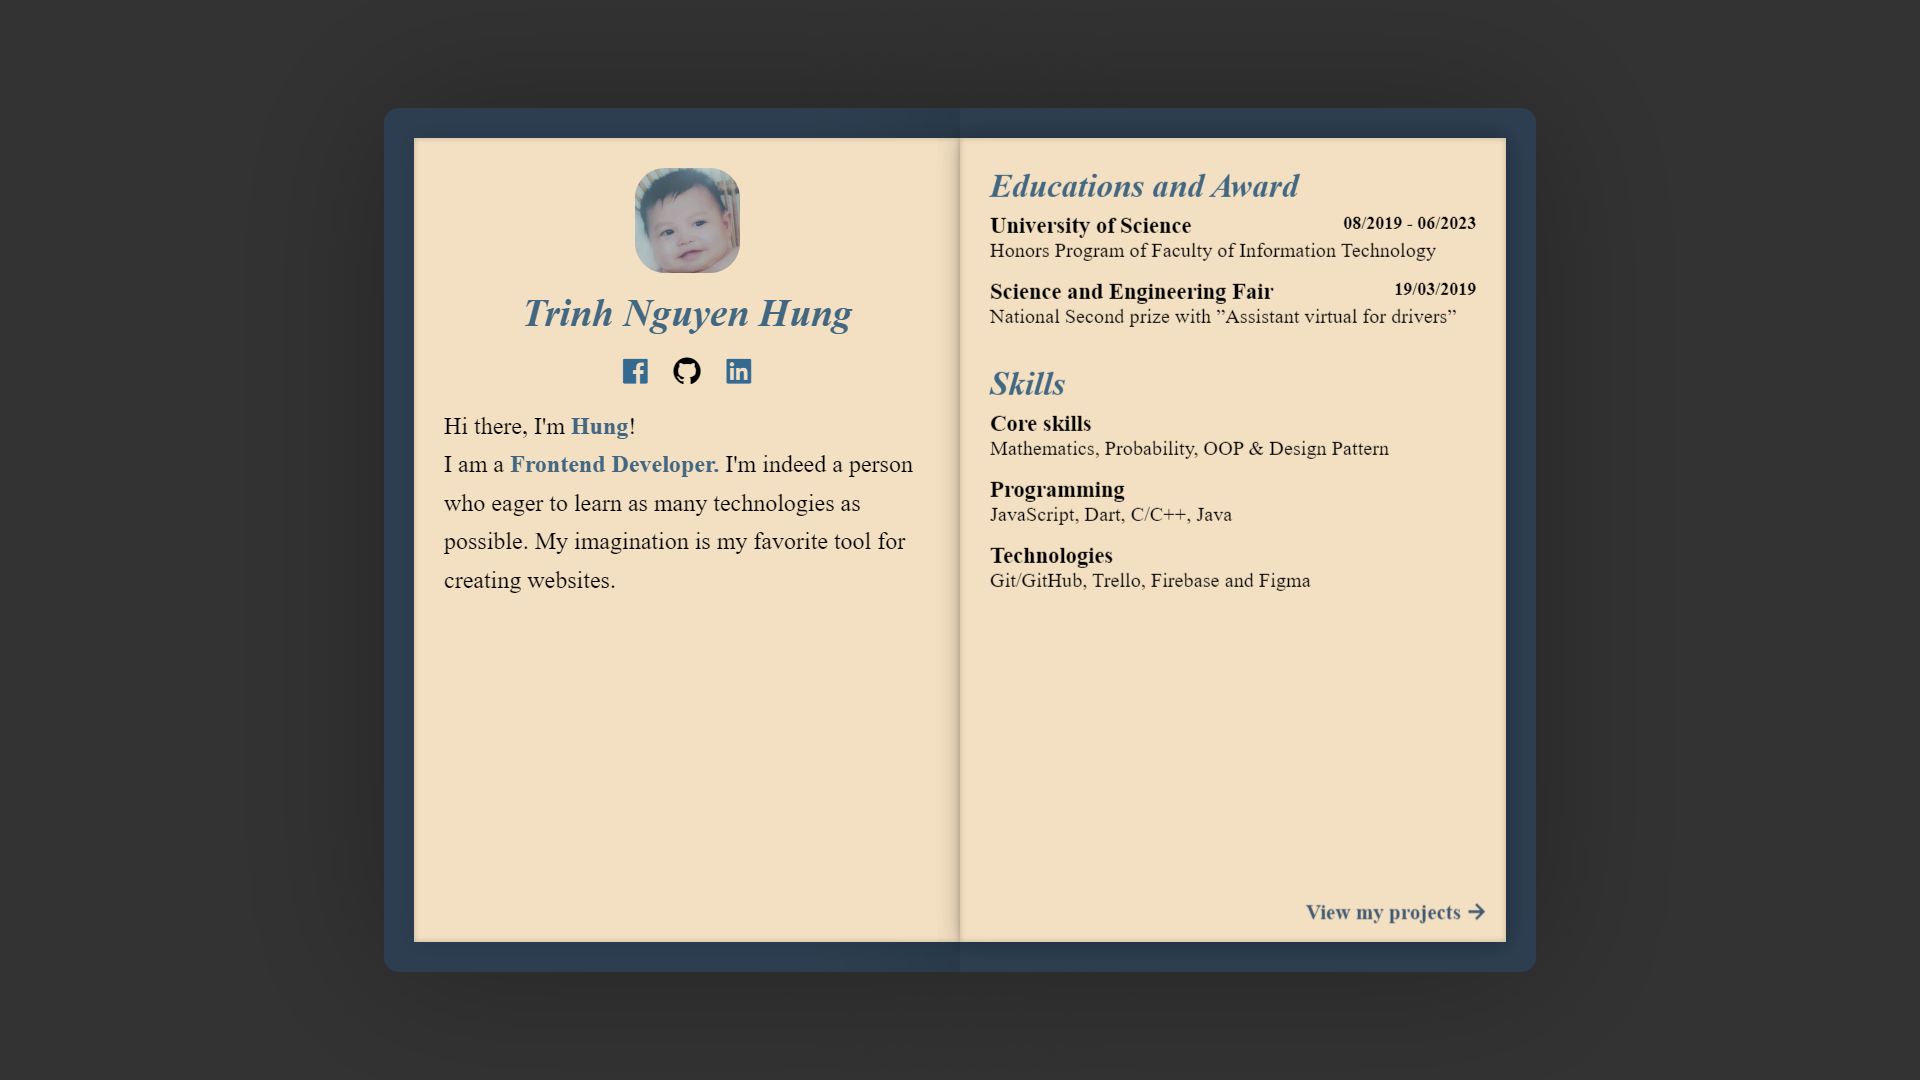 Trinh Nguyen Hung
Hi there, I'm Hung!
I am a Frontend Developer. I'm indeed a person
who eager to learn as many technologies as
possible. My imagination is my favorite tool for
creating websites.
Educations and Award
University of Science 08/2019 - 06/2023
Honors Program of Faculty of Information Technology
Science and Engineering Fair 19/03/2019
National Second prize with ”Assistant virtual for drivers”
Skills
Core skills
Mathematics, Probability, OOP & Design Pattern
Programming
JavaScript, Dart, C/C++, Java
Technologies
Git/GitHub, Trello, Firebase and Figma
View my projects →